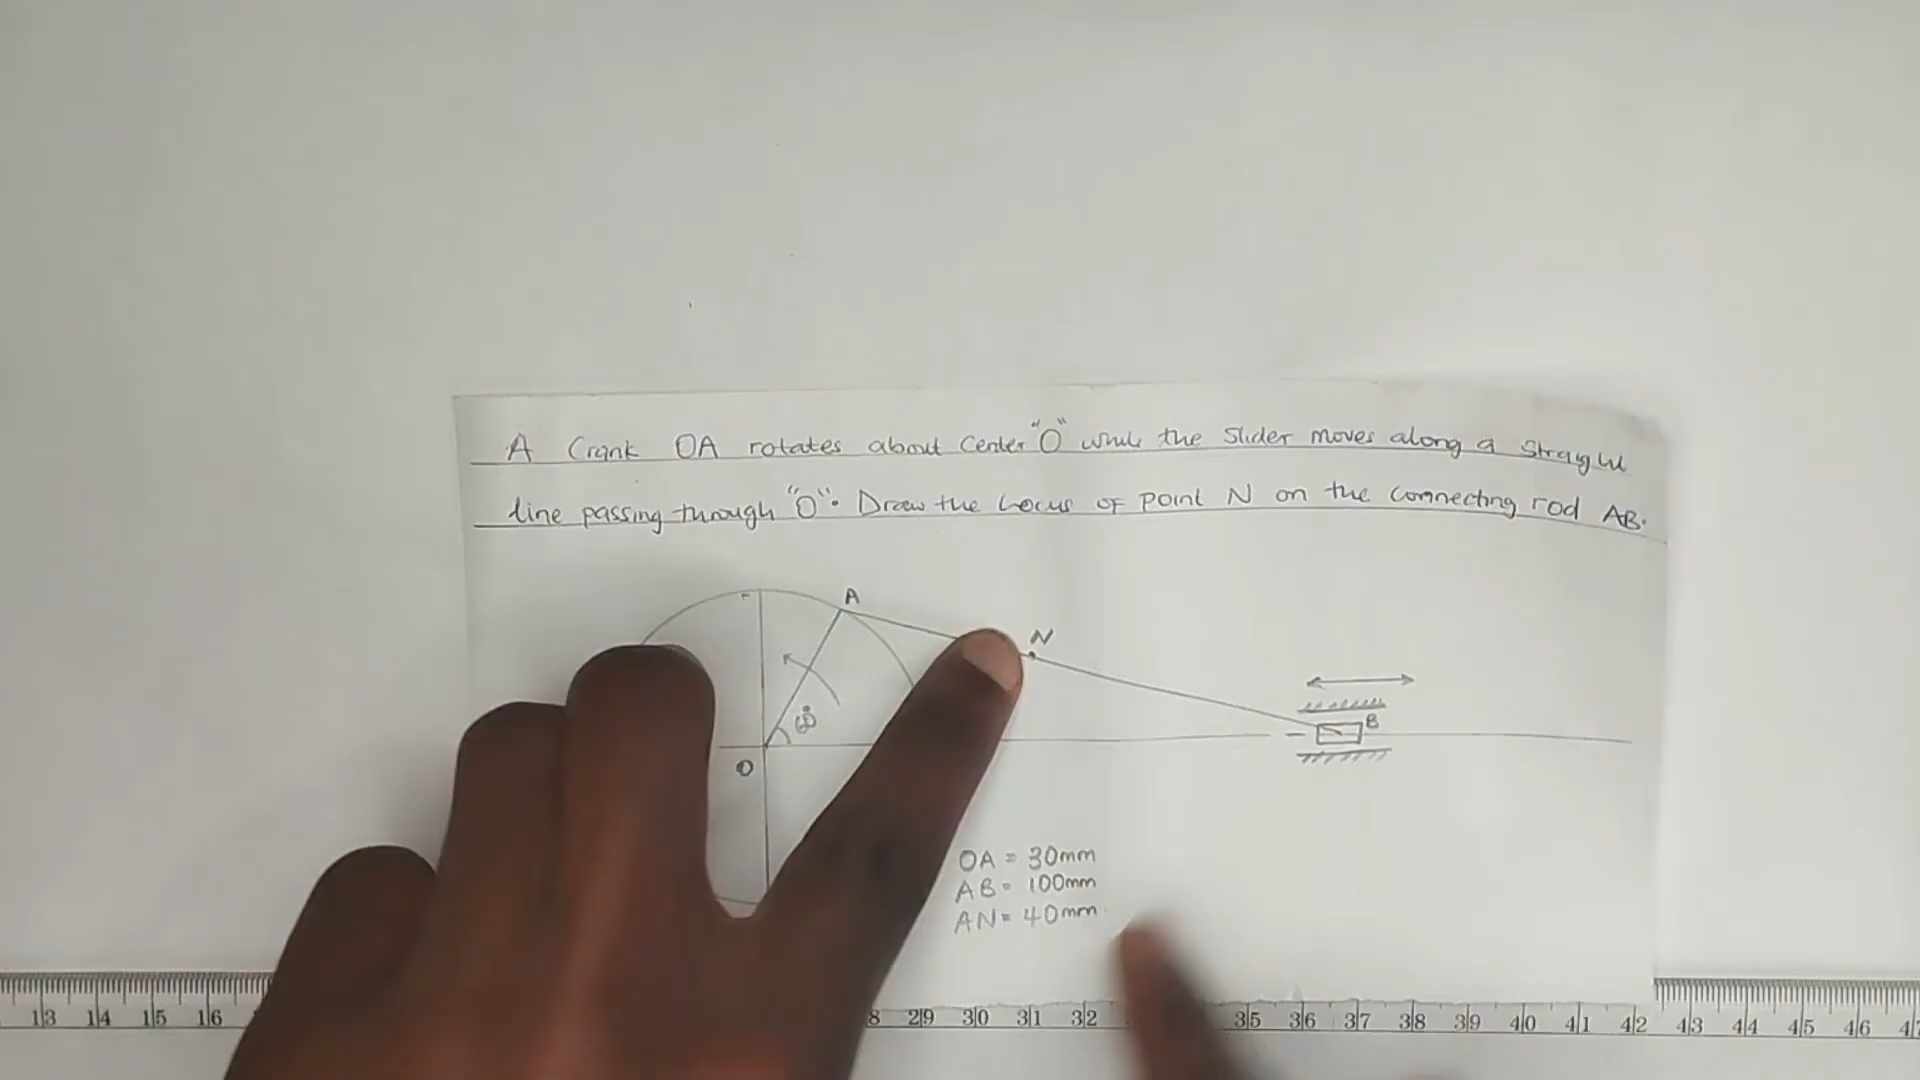 A Crank OA rotates about Center "O" while the Slider moves along a Straight
line passing through "O". Draw the Locus of Point N on the connecting rod AB.
A
N
B
60°
O
OA = 30mm
AB = 100mm
AN = 40mm
13 14 15 16 8 29 30 31 32 35 36 37 38 39 40 41 42 43 44 45 46